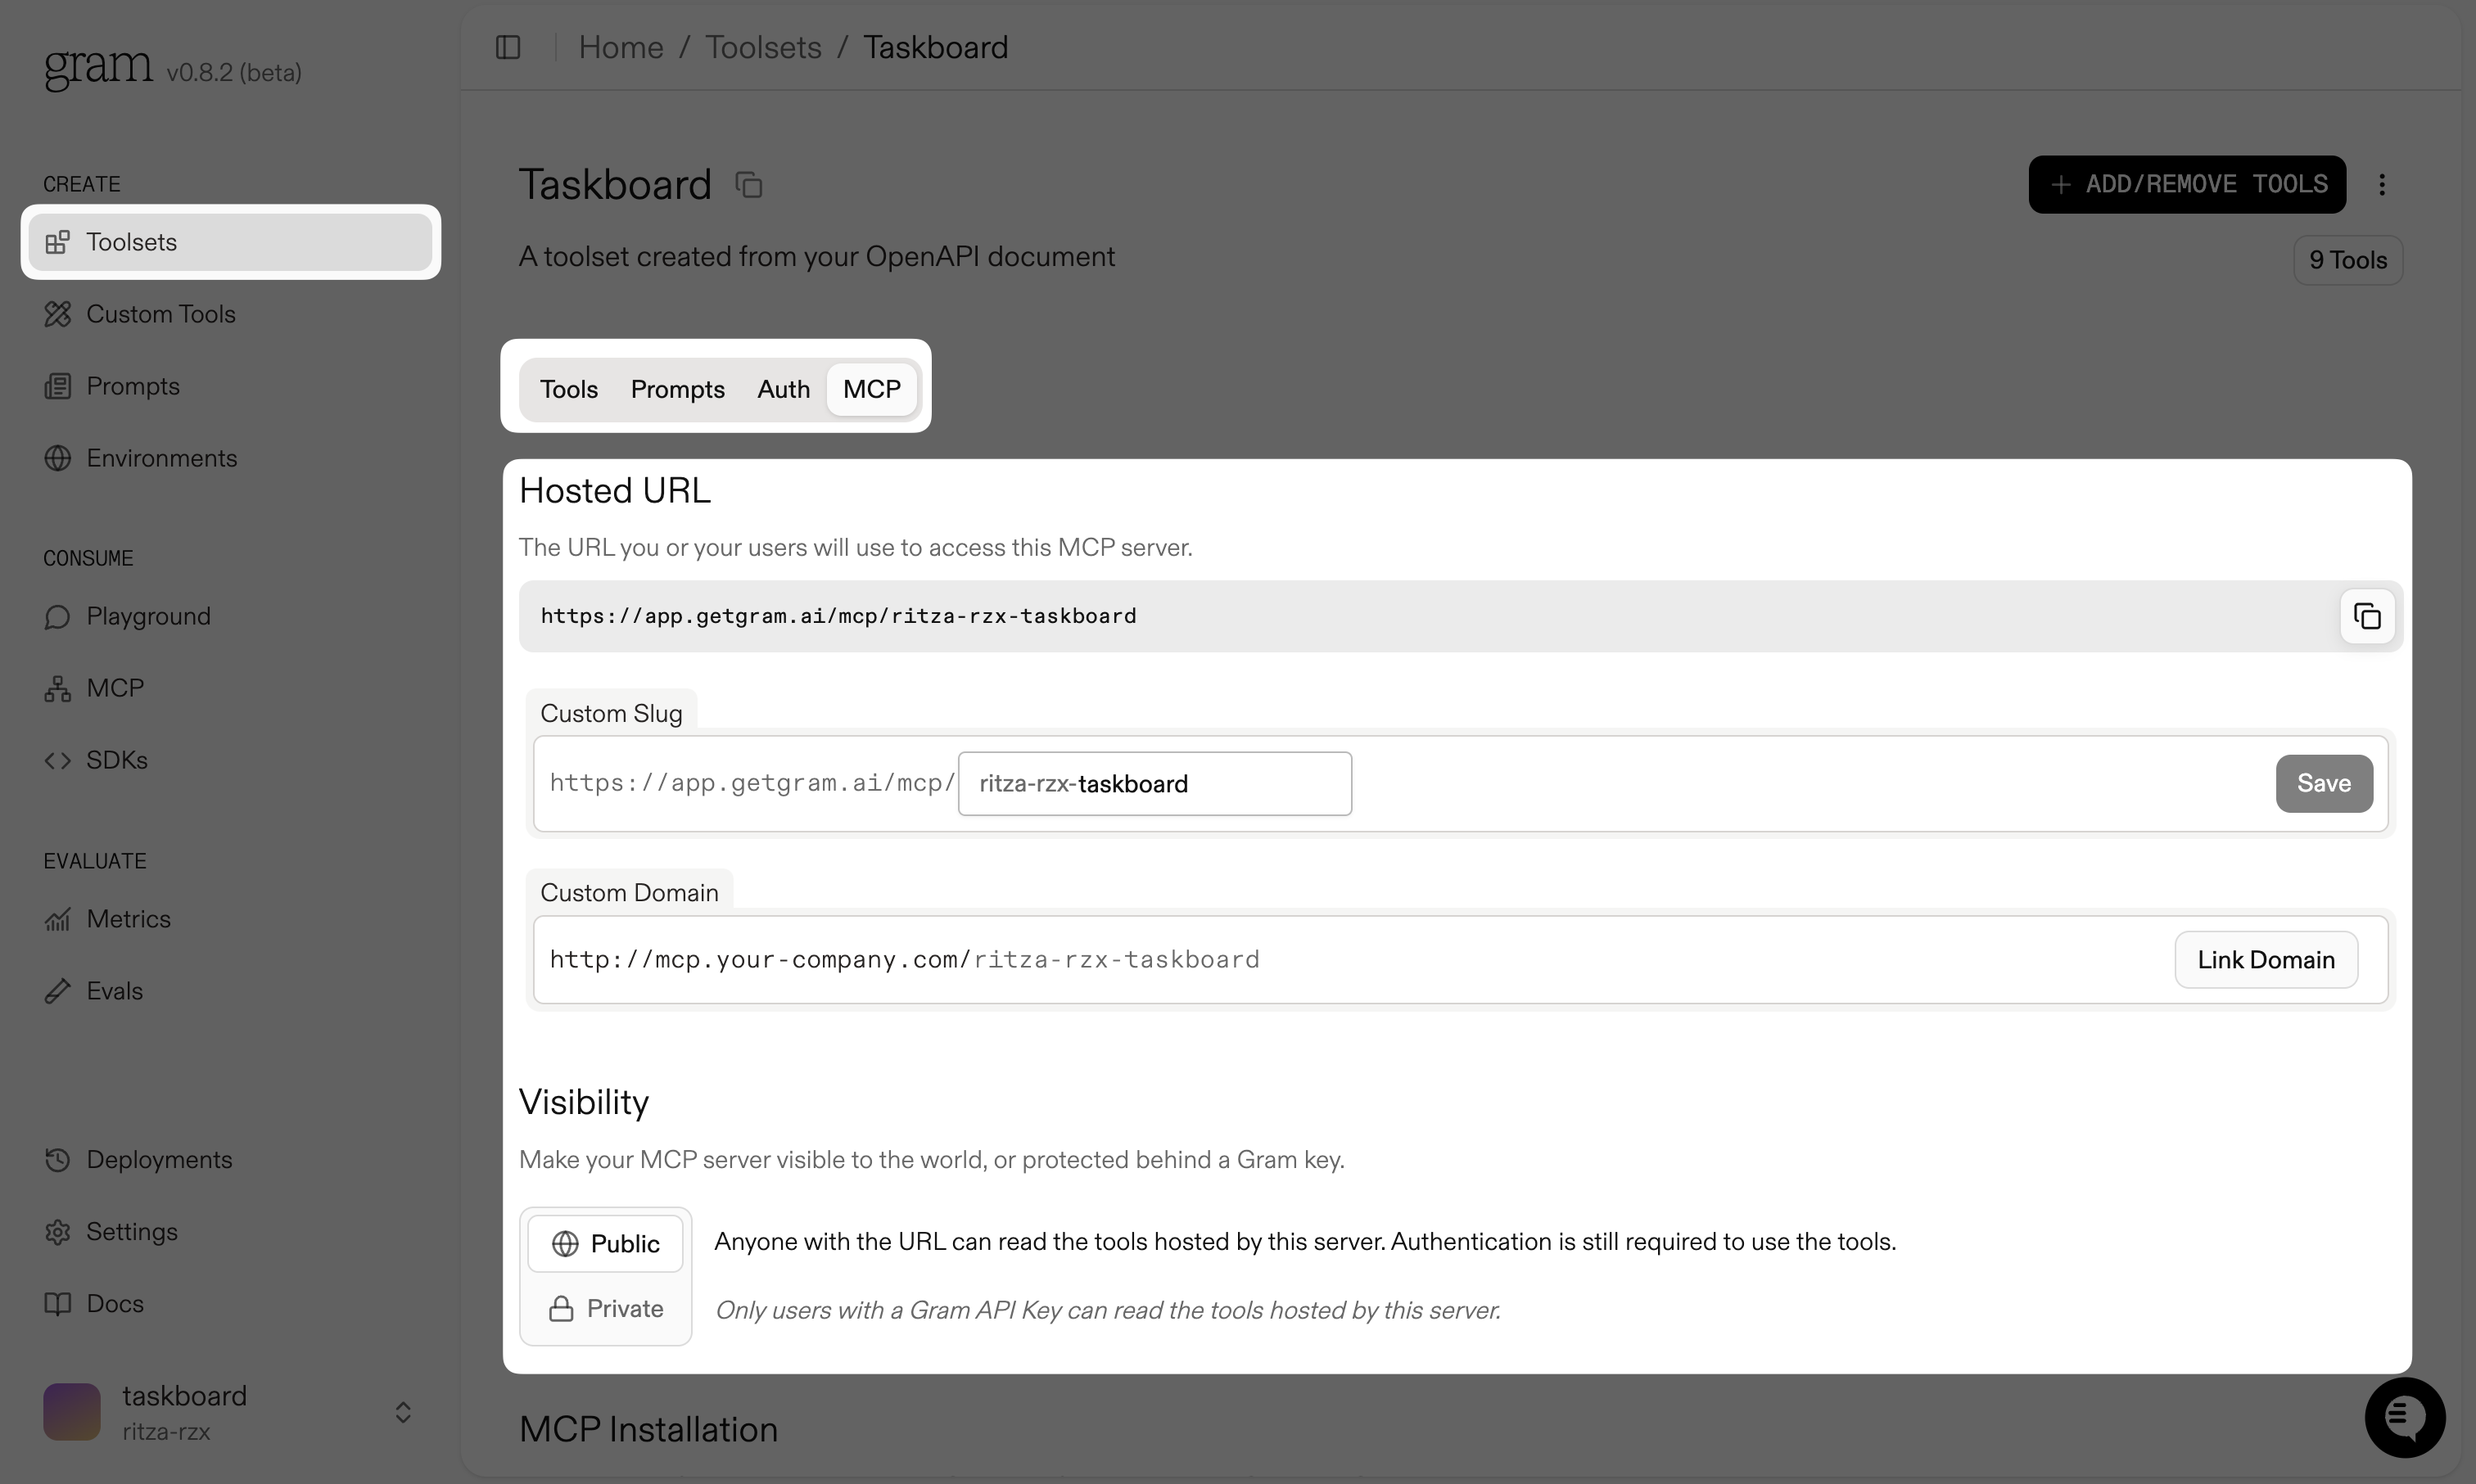 gram v0.8.2 (beta)
CREATE
Toolsets
Custom Tools
Prompts
Environments
CONSUME
Playground
MCP
SDKs
EVALUATE
Metrics
Evals
Deployments
Settings
Docs
taskboard
ritza-rzx
Home / Toolsets / Taskboard
Taskboard
ADD/REMOVE TOOLS
A toolset created from your OpenAPI document
9 Tools
Tools Prompts Auth MCP
Hosted URL
The URL you or your users will use to access this MCP server.
https://app.getgram.ai/mcp/ritza-rzx-taskboard
Custom Slug
https://app.getgram.ai/mcp/ ritza-rzx-taskboard Save
Custom Domain
http://mcp.your-company.com/ritza-rzx-taskboard Link Domain
Visibility
Make your MCP server visible to the world, or protected behind a Gram key.
Public Anyone with the URL can read the tools hosted by this server. Authentication is still required to use the tools.
Private Only users with a Gram API Key can read the tools hosted by this server.
MCP Installation